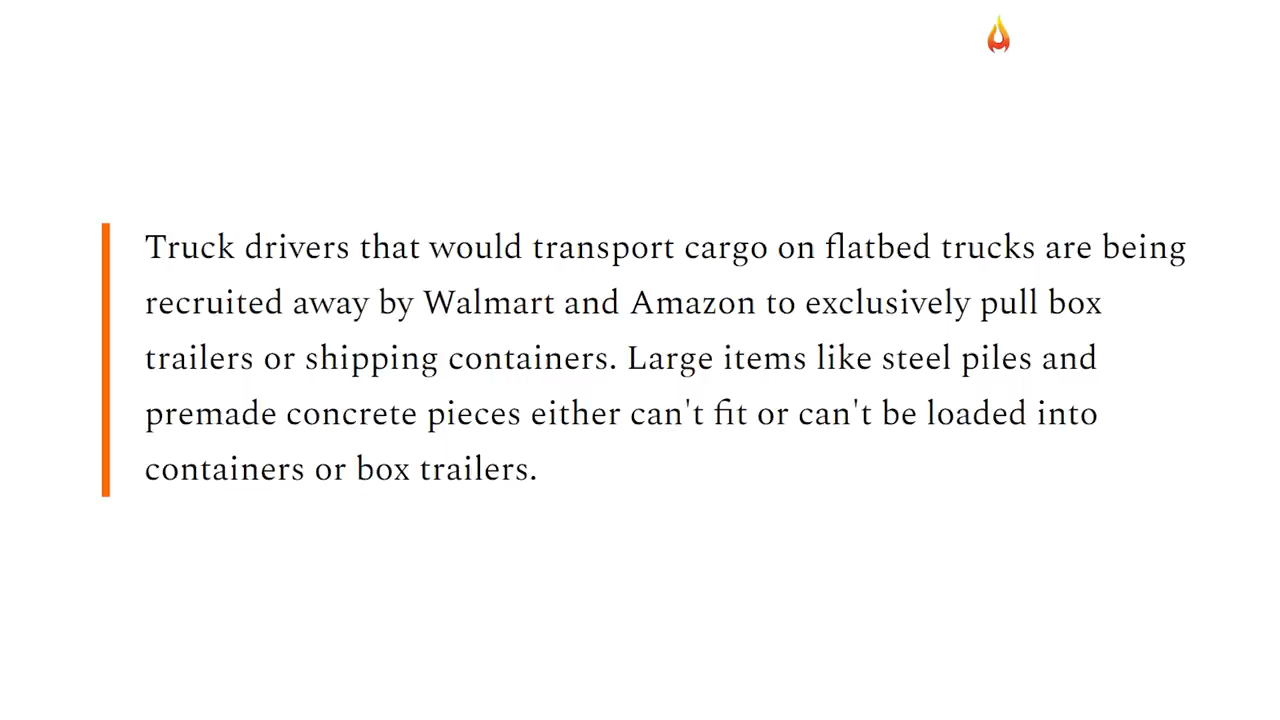 Truck drivers that would transport cargo on flatbed trucks are being
recruited away by Walmart and Amazon to exclusively pull box
trailers or shipping containers. Large items like steel piles and
premade concrete pieces either can't fit or can't be loaded into
containers or box trailers.